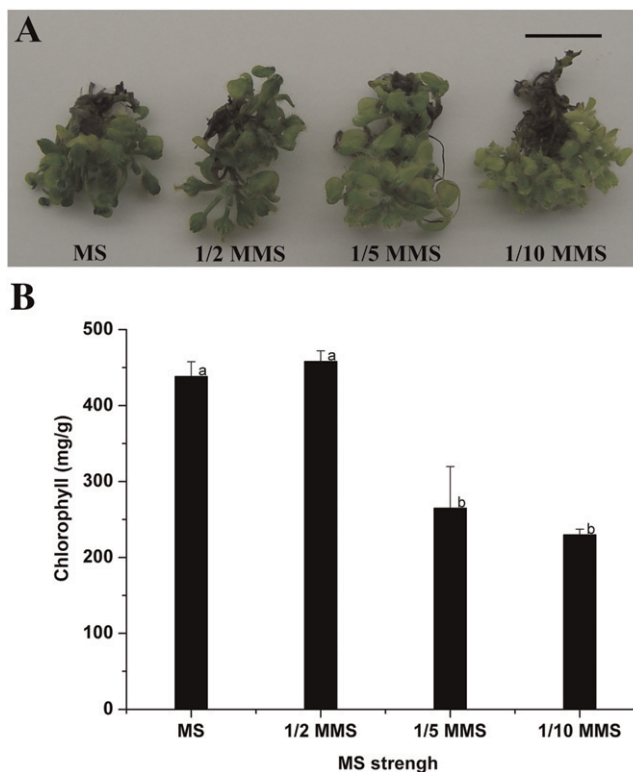 A
MS 1/2 MMS 1/5 MMS 1/10 MMS
B
500
400
300
200
100
0
Chlorophyll (mg/g)
a
a
b
b
MS 1/2 MMS 1/5 MMS 1/10 MMS
MS strengh